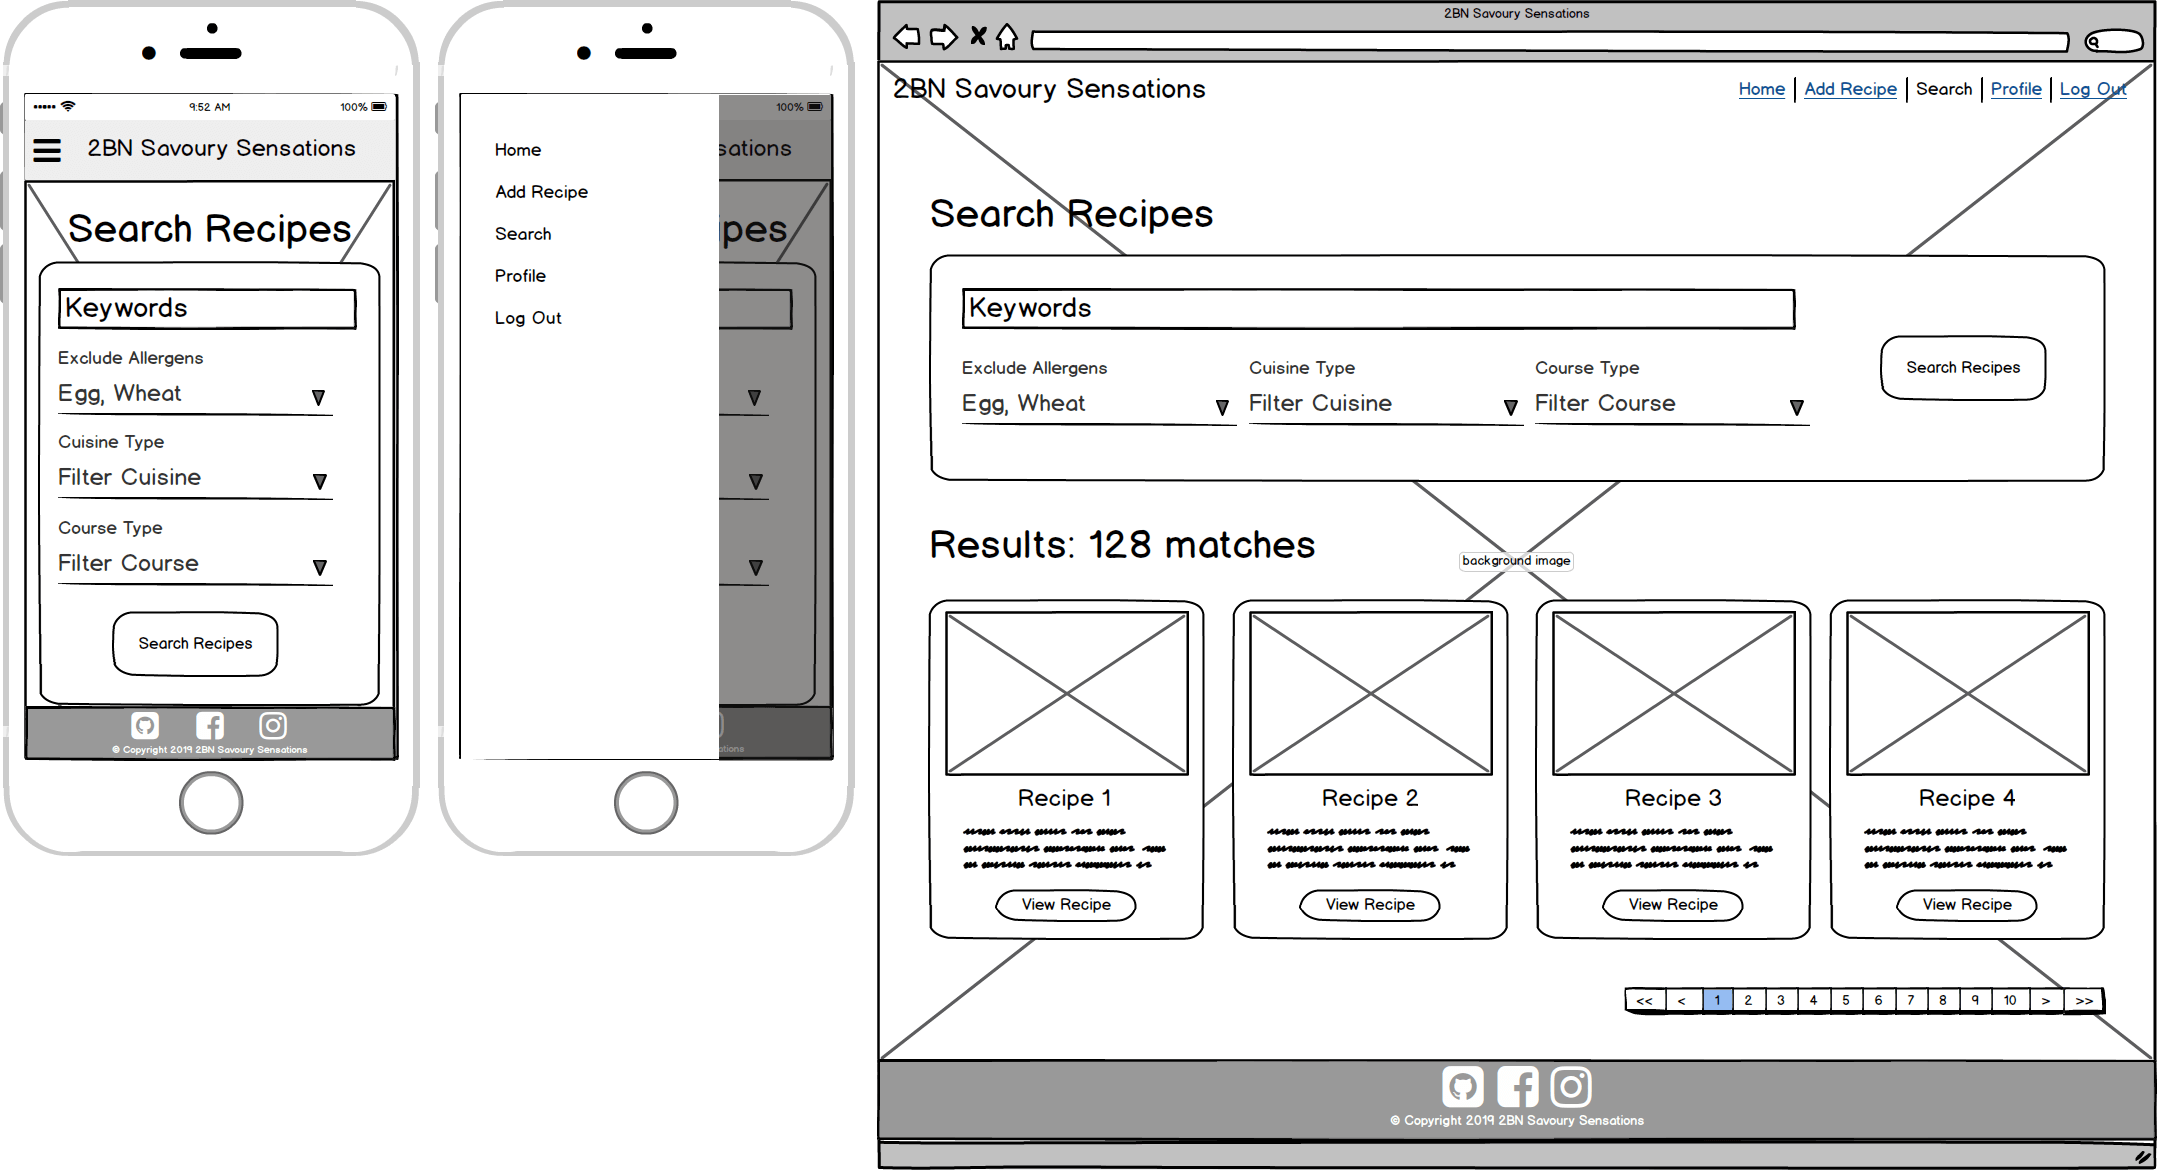 9:52 AM
100%
2BN Savoury Sensations
Search Recipes
Keywords
Exclude Allergens
Egg, Wheat
Cuisine Type
Filter Cuisine
Course Type
Filter Course
Search Recipes
© Copyright 2019 2BN Savoury Sensations
100%
sations
Home
Add Recipe
Search
Profile
Log Out
ipes
ations
2BN Savoury Sensations
2BN Savoury Sensations
Home | Add Recipe | Search | Profile | Log Out
Search Recipes
Keywords
Exclude Allergens Cuisine Type Course Type
Egg, Wheat Filter Cuisine Filter Course
Search Recipes
Results: 128 matches
background image
Recipe 1 Recipe 2 Recipe 3 Recipe 4
View Recipe View Recipe View Recipe View Recipe
<< < 1 2 3 4 5 6 7 8 9 10 > >>
© Copyright 2019 2BN Savoury Sensations